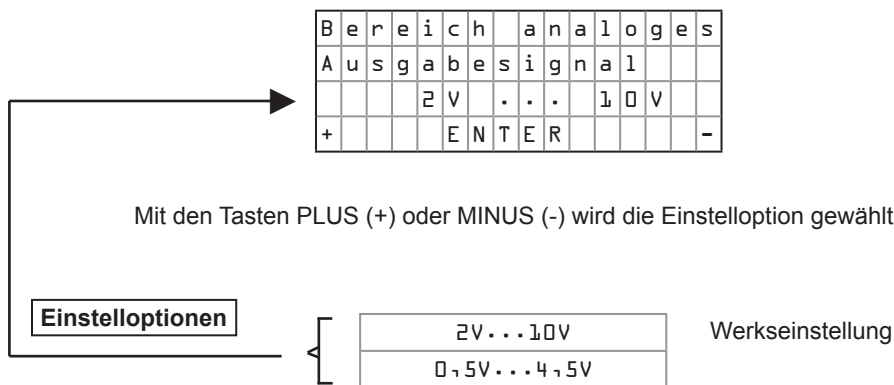 Bereich analoges
Ausgabesignal
2V ... 10V
+ ENTER -
Mit den Tasten PLUS (+) oder MINUS (-) wird die Einstelloption gewählt
Einstelloptionen
2V...10V Werkseinstellung
0,5V...4,5V